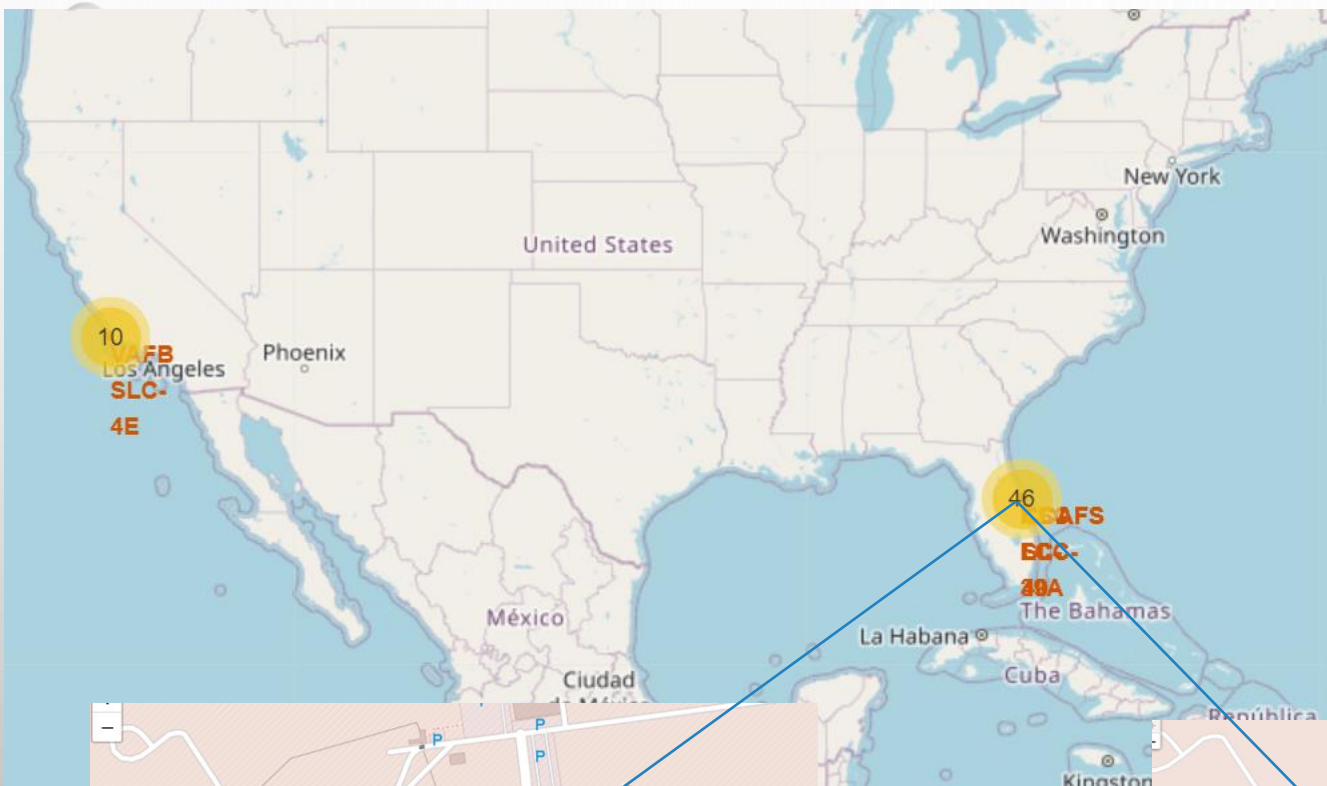 New York
Washington
United States
10
VAFB
Los Angeles
Phoenix
SLC-
4E
46
AFS
México
The Bahamas
La Habana
Ciudad
Cuba
República
Kingston
−
P
P
P